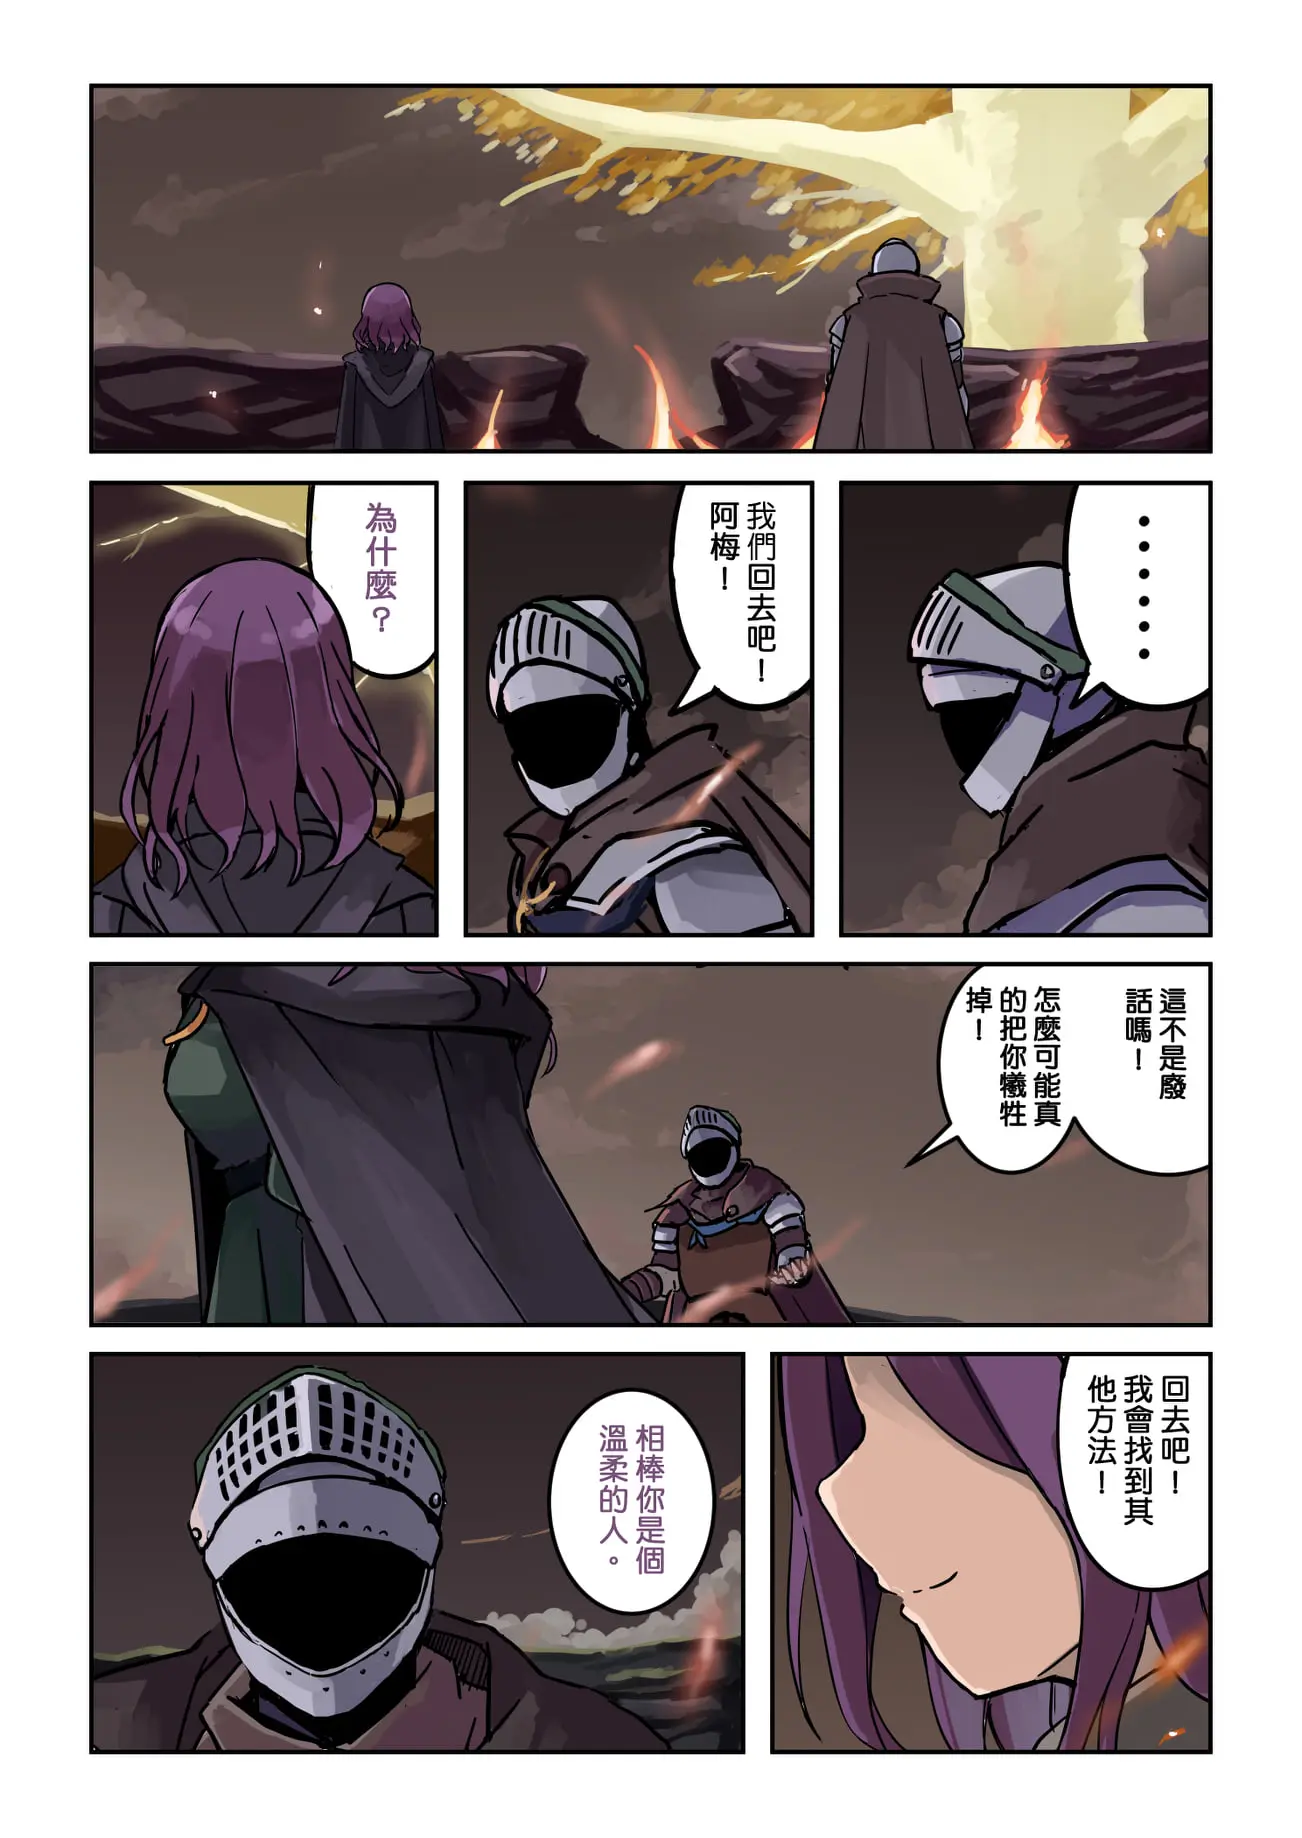 ・・・・・・
我們回去吧！
阿梅！
為什麼？
這不是廢
話嗎！
怎麼可能真
的把你犧牲
掉！
回去吧！
我會找到其
他方法！
相棒你是個
溫柔的人。